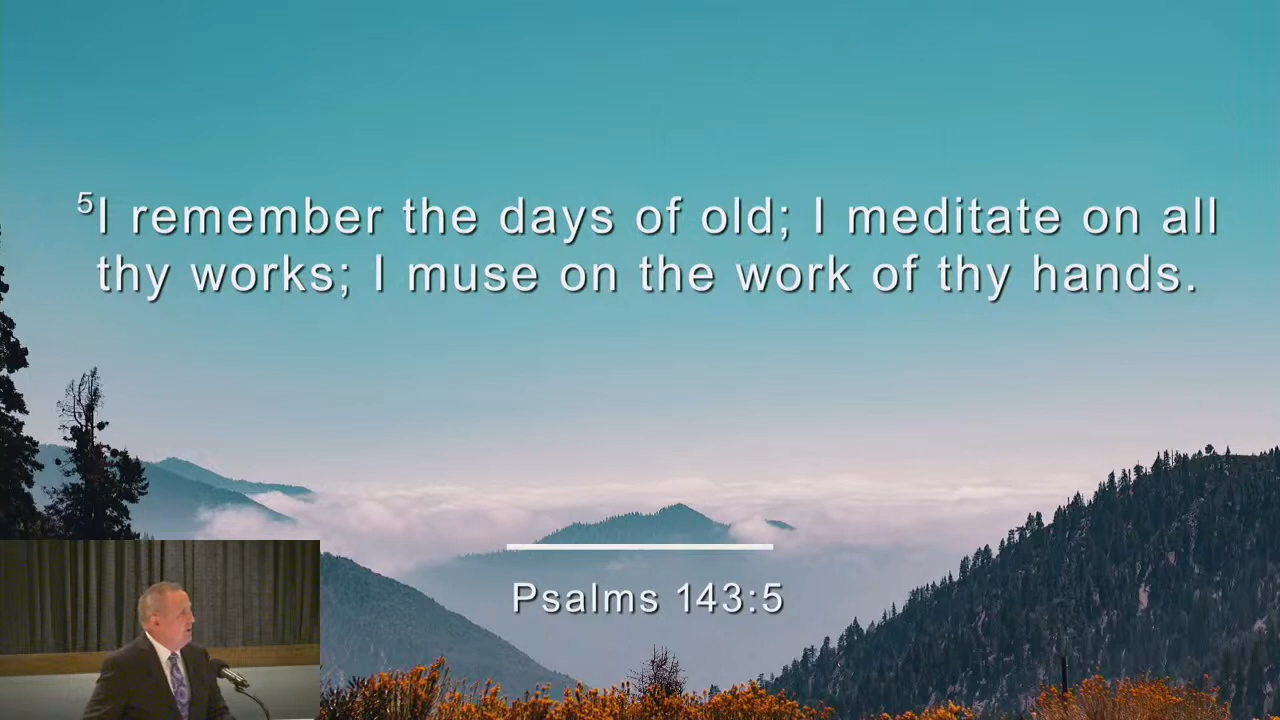 ⁵I remember the days of old; I meditate on all
thy works; I muse on the work of thy hands.
Psalms 143:5